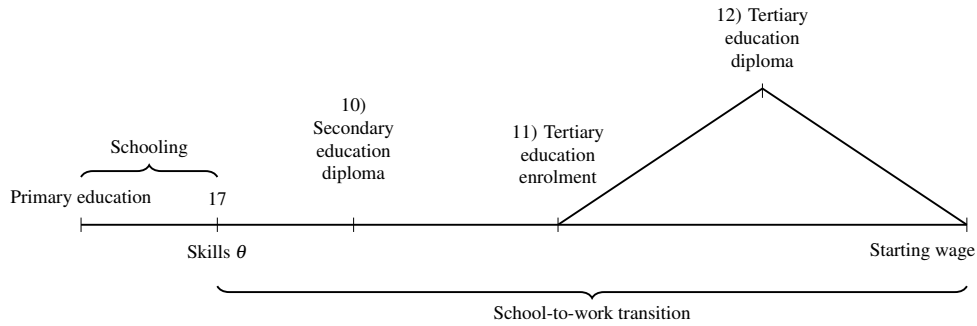 12) Tertiary
education
diploma
10)
Secondary
education
diploma
11) Tertiary
education
enrolment
Schooling
Primary education
17
Skills θ
Starting wage
School-to-work transition